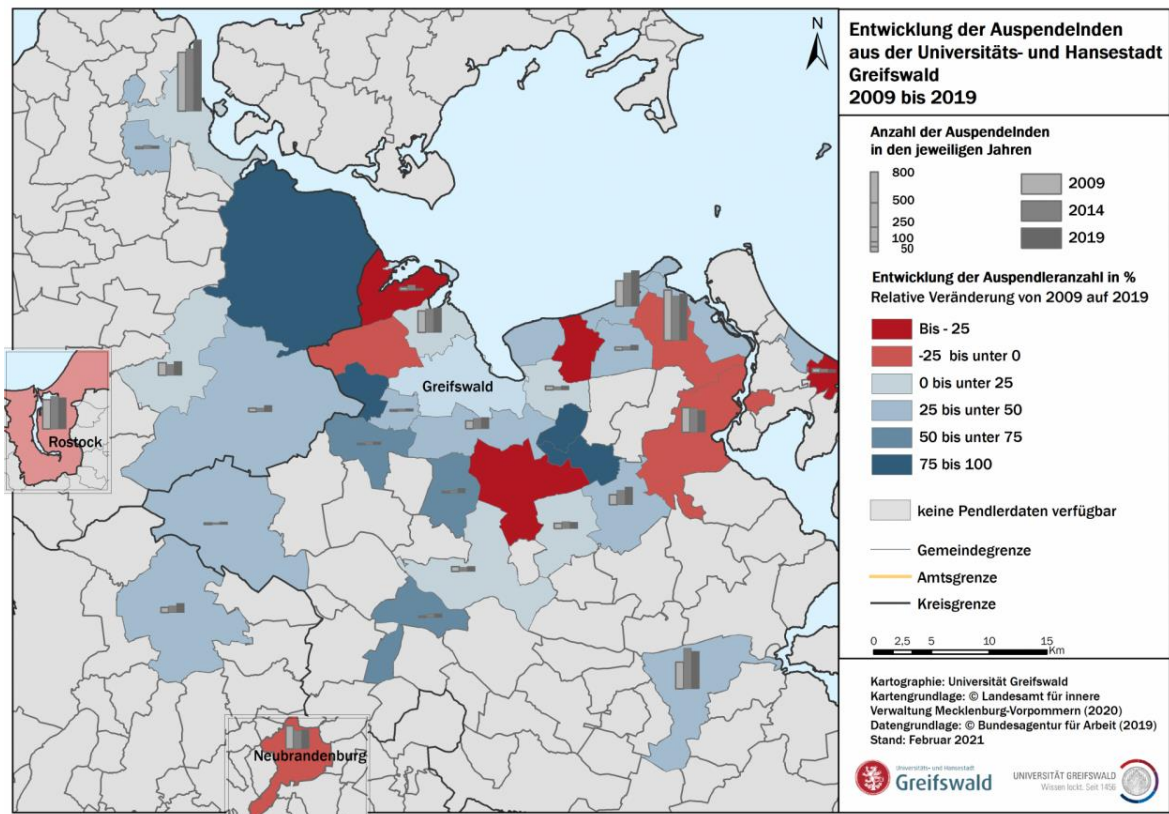 N
Greifswald
Rostock
Neubrandenburg
Entwicklung der Auspendelnden
aus der Universitäts- und Hansestadt
Greifswald
2009 bis 2019
Anzahl der Auspendelnden
in den jeweiligen Jahren
800
500
250
100
50
2009
2014
2019
Entwicklung der Auspendleranzahl in %
Relative Veränderung von 2009 auf 2019
Bis - 25
-25 bis unter 0
0 bis unter 25
25 bis unter 50
50 bis unter 75
75 bis 100
keine Pendlerdaten verfügbar
Gemeindegrenze
Amtsgrenze
Kreisgrenze
0 2,5 5 10 15
Km
Kartographie: Universität Greifswald
Kartengrundlage: © Landesamt für innere
Verwaltung Mecklenburg-Vorpommern (2020)
Datengrundlage: © Bundesagentur für Arbeit (2019)
Stand: Februar 2021
Universitäts- und Hansestadt
Greifswald
UNIVERSITÄT GREIFSWALD
Wissen lockt. Seit 1456